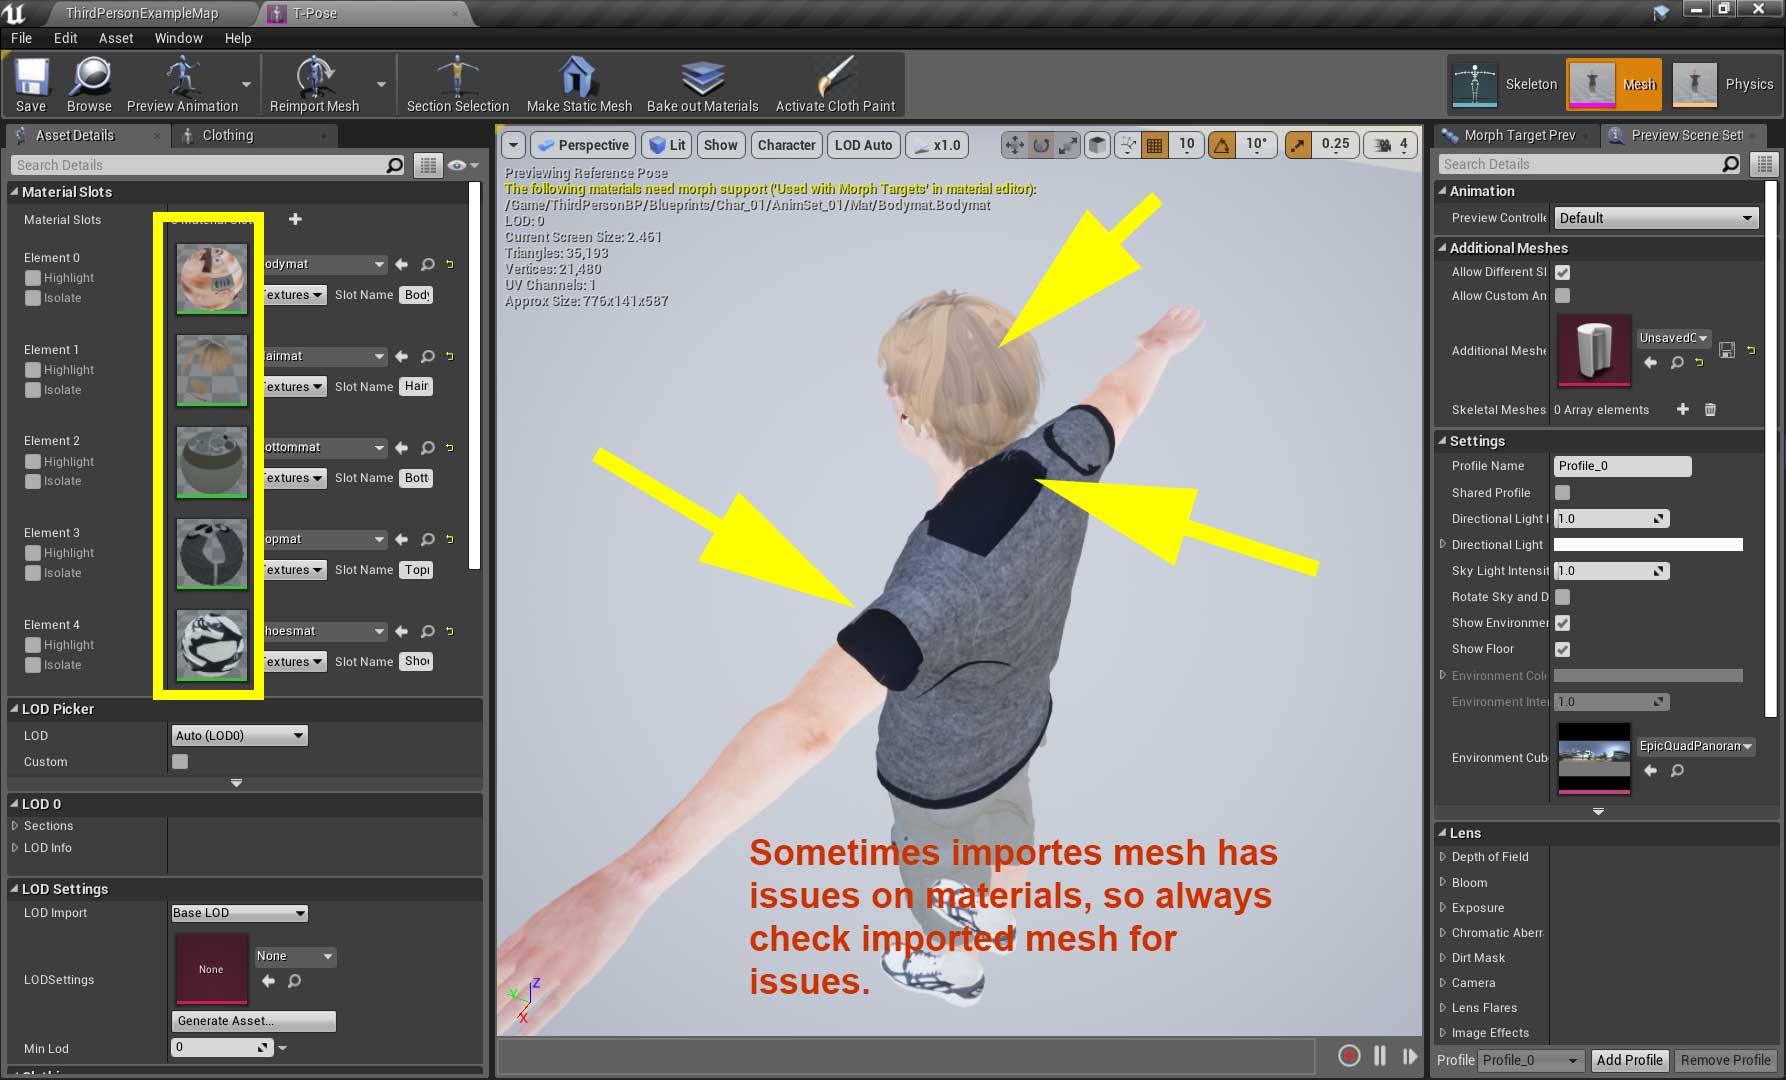 ThirdPersonExampleMap
T-Pose
File Edit Asset Window Help
Save Browse Preview Animation Reimport Mesh Section Selection Make Static Mesh Bake out Materials Activate Cloth Paint
Skeleton Mesh Physics
Asset Details Clothing
Search Details
Material Slots
Material Slots
Element 0
Highlight
Isolate
odymat
Textures Slot Name Body
Element 1
Highlight
Isolate
airmat
Textures Slot Name Hair
Element 2
Highlight
Isolate
ottommat
Textures Slot Name Bott
Element 3
Highlight
Isolate
opmat
Textures Slot Name Top
Element 4
Highlight
Isolate
hoesmat
Textures Slot Name Sho
LOD Picker
LOD Auto (LOD0)
Custom
LOD 0
Sections
LOD Info
LOD Settings
LOD Import Base LOD
None
None
LODSettings
Generate Asset...
Min Lod 0
Perspective Lit Show Character LOD Auto x1.0 10 10° 0.25 4
Previewing Reference Pose
The following materials need morph support ('Used with Morph Targets' in material editor):
/Game/ThirdPersonBP/Blueprints/Char_01/AnimSet_01/Mat/Bodymat.Bodymat
LOD: 0
Current Screen Size: 2.461
Triangles: 35,193
Vertices: 21,480
UV Channels: 1
Approx Size: 776x141x587
Sometimes importes mesh has
issues on materials, so always
check imported mesh for
issues.
Z
Y
X
Morph Target Prev Preview Scene Sett
Search Details
Animation
Preview Controlle Default
Additional Meshes
Allow Different Sl
Allow Custom An
Additional Meshe UnsavedC
Skeletal Meshes 0 Array elements
Settings
Profile Name Profile_0
Shared Profile
Directional Light I 1.0
Directional Light
Sky Light Intensit 1.0
Rotate Sky and D
Show Environmer
Show Floor
Environment Colo
Environment Inter 1.0
Environment Cub EpicQuadPanoram
Lens
Depth of Field
Bloom
Exposure
Chromatic Aberr
Dirt Mask
Camera
Lens Flares
Image Effects
Profile Profile_0 Add Profile Remove Profile